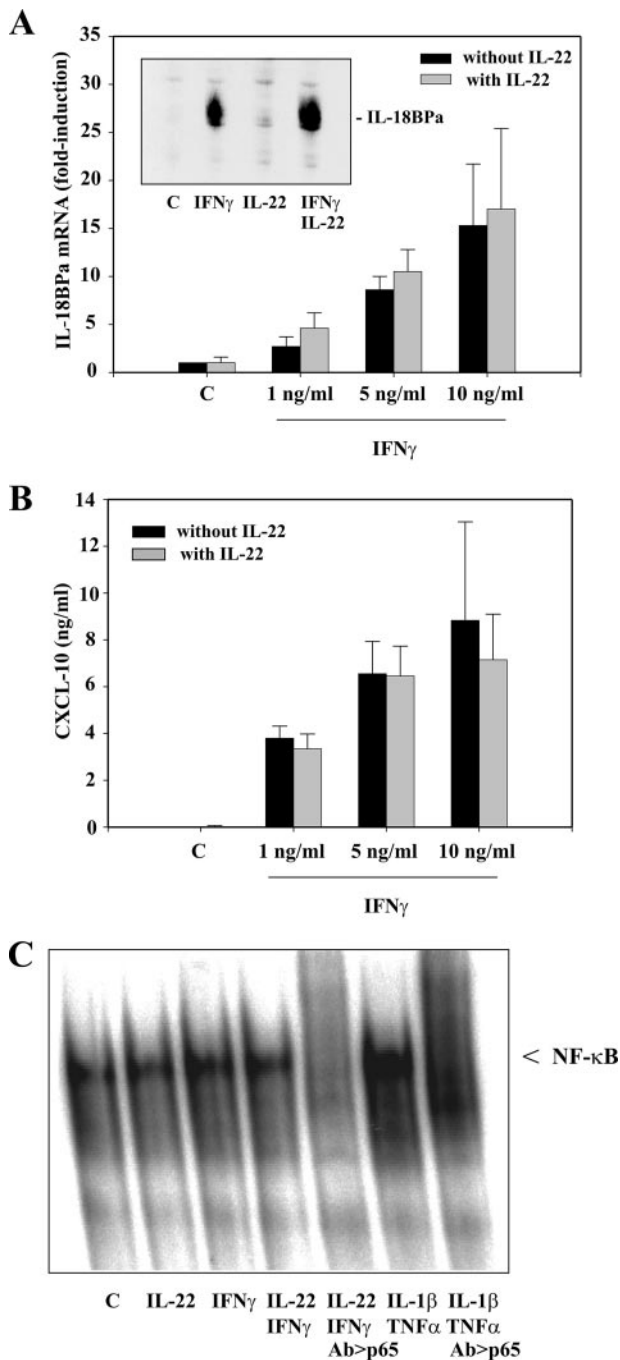 A
IL-18BPa mRNA (fold-induction)
35
30
25
20
15
10
5
0
without IL-22
with IL-22
- IL-18BPa
C IFNγ IL-22 IFNγ
IL-22
C 1 ng/ml 5 ng/ml 10 ng/ml
IFNγ
B
CXCL-10 (ng/ml)
14
12
10
8
6
4
2
0
without IL-22
with IL-22
C 1 ng/ml 5 ng/ml 10 ng/ml
IFNγ
C
< NF-κB
C IL-22 IFNγ IL-22 IL-22 IL-1β IL-1β
IFNγ IFNγ TNFα TNFα
Ab>p65 Ab>p65